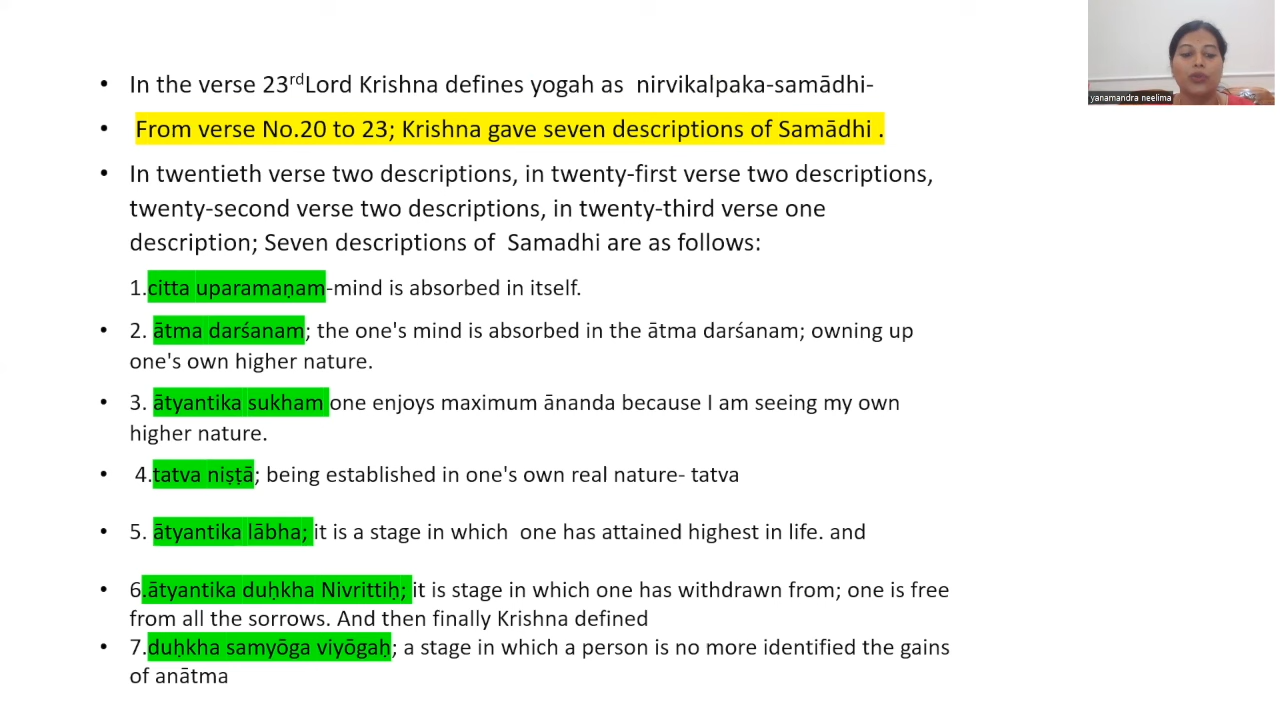 • In the verse 23rdLord Krishna defines yogah as nirvikalpaka-samādhi-
• From verse No.20 to 23; Krishna gave seven descriptions of Samādhi .
• In twentieth verse two descriptions, in twenty-first verse two descriptions,
twenty-second verse two descriptions, in twenty-third verse one
description; Seven descriptions of Samadhi are as follows:
1.citta uparamaṇam-mind is absorbed in itself.
• 2. ātma darśanam; the one's mind is absorbed in the ātma darśanam; owning up
one's own higher nature.
• 3. ātyantika sukham one enjoys maximum ānanda because I am seeing my own
higher nature.
• 4.tatva niṣṭā; being established in one's own real nature- tatva
• 5. ātyantika lābha; it is a stage in which one has attained highest in life. and
• 6.ātyantika duḥkha Nivrittiḥ; it is stage in which one has withdrawn from; one is free
from all the sorrows. And then finally Krishna defined
• 7.duḥkha samyōga viyōgaḥ; a stage in which a person is no more identified the gains
of anātma
yanamandra neelima